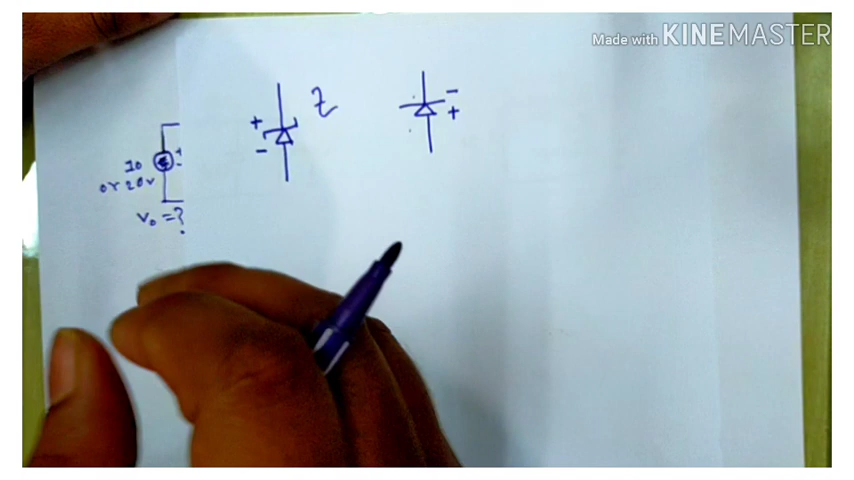 Made with KINEMASTER
Z
+
-
-
+
10
+
-
or 20v
V₀ = ?